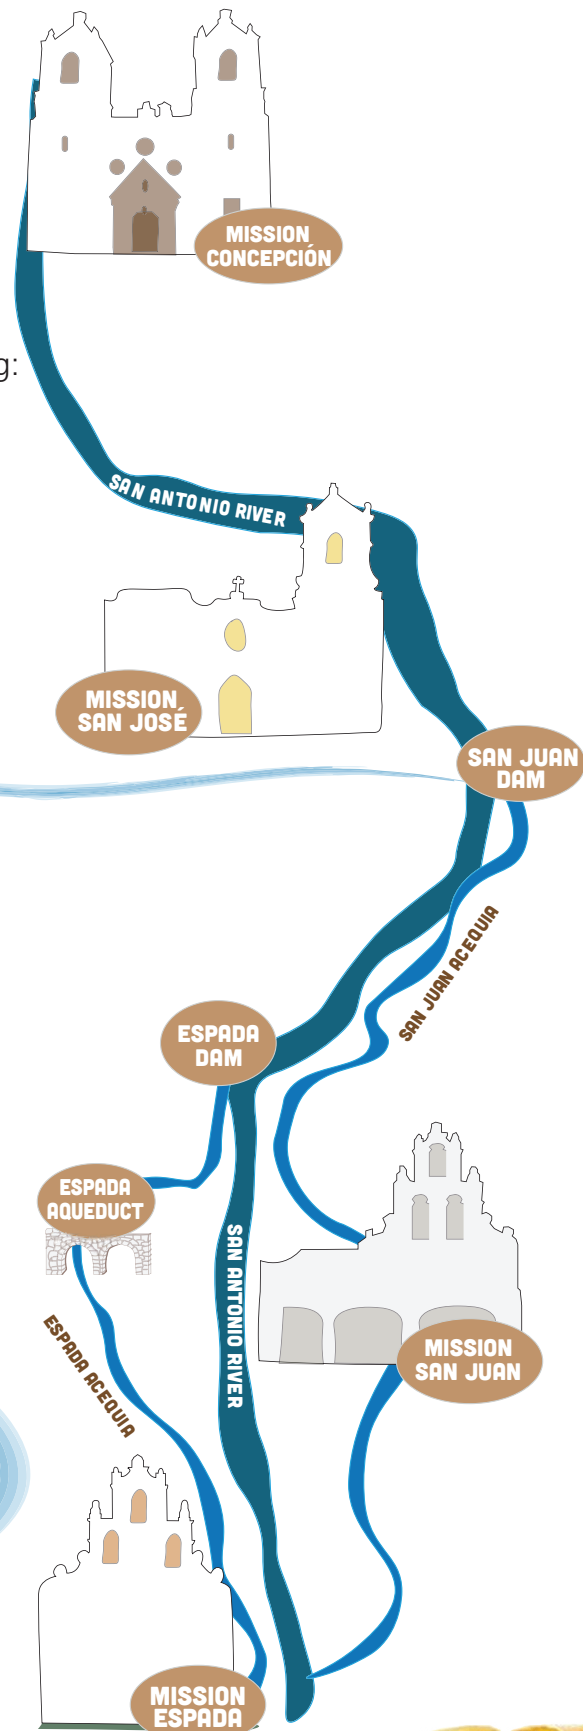 MISSION
CONCEPCIÓN
g:
SAN ANTONIO RIVER
MISSION
SAN JOSÉ
SAN JUAN
DAM
SAN JUAN ACEQUIA
ESPADA
DAM
ESPADA
AQUEDUCT
SAN ANTONIO RIVER
ESPADA ACEQUIA
MISSION
SAN JUAN
MISSION
ESPADA